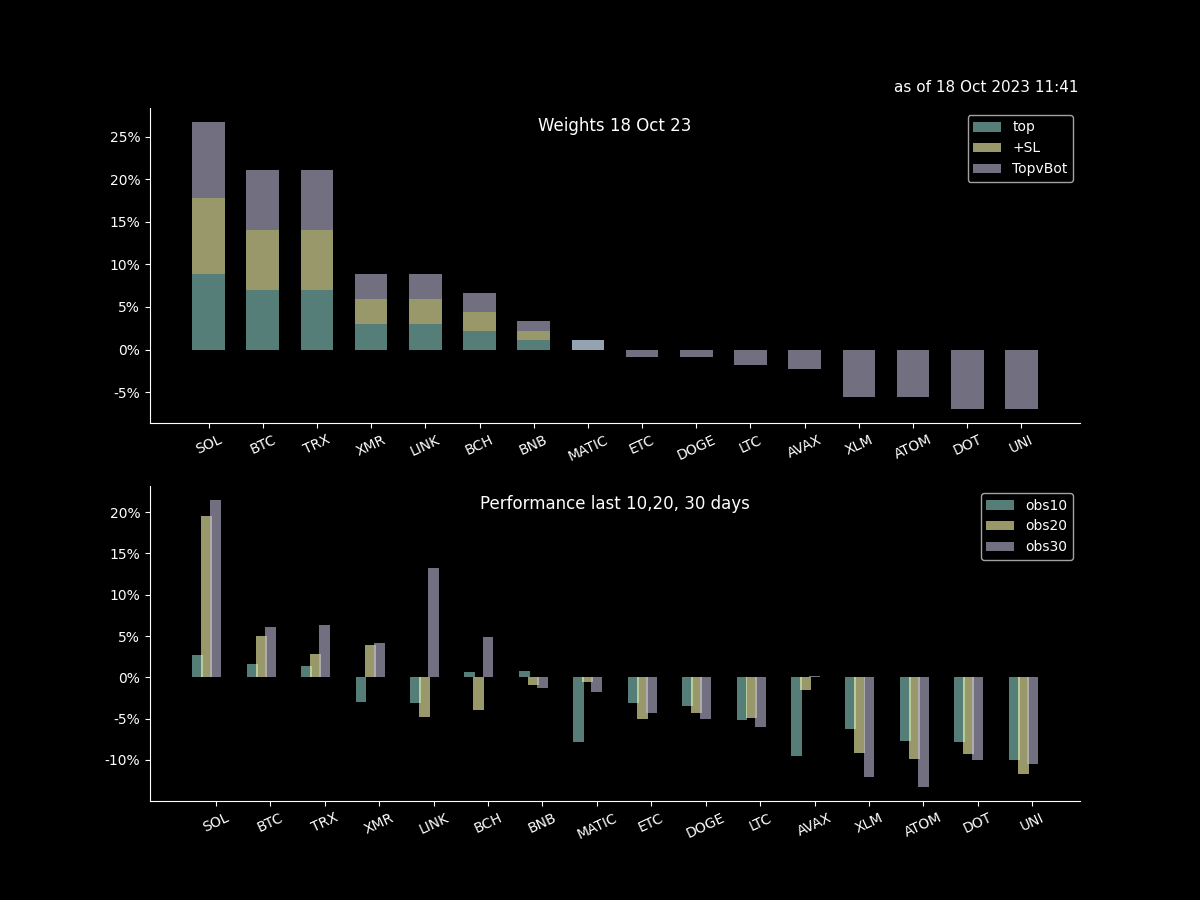 as of 18 Oct 2023 11:41
Weights 18 Oct 23
top
+SL
TopvBot
25%
20%
15%
10%
5%
0%
-5%
SOL BTC TRX XMR LINK BCH BNB MATIC ETC DOGE LTC AVAX XLM ATOM DOT UNI
Performance last 10,20, 30 days
obs10
obs20
obs30
20%
15%
10%
5%
0%
-5%
-10%
SOL BTC TRX XMR LINK BCH BNB MATIC ETC DOGE LTC AVAX XLM ATOM DOT UNI